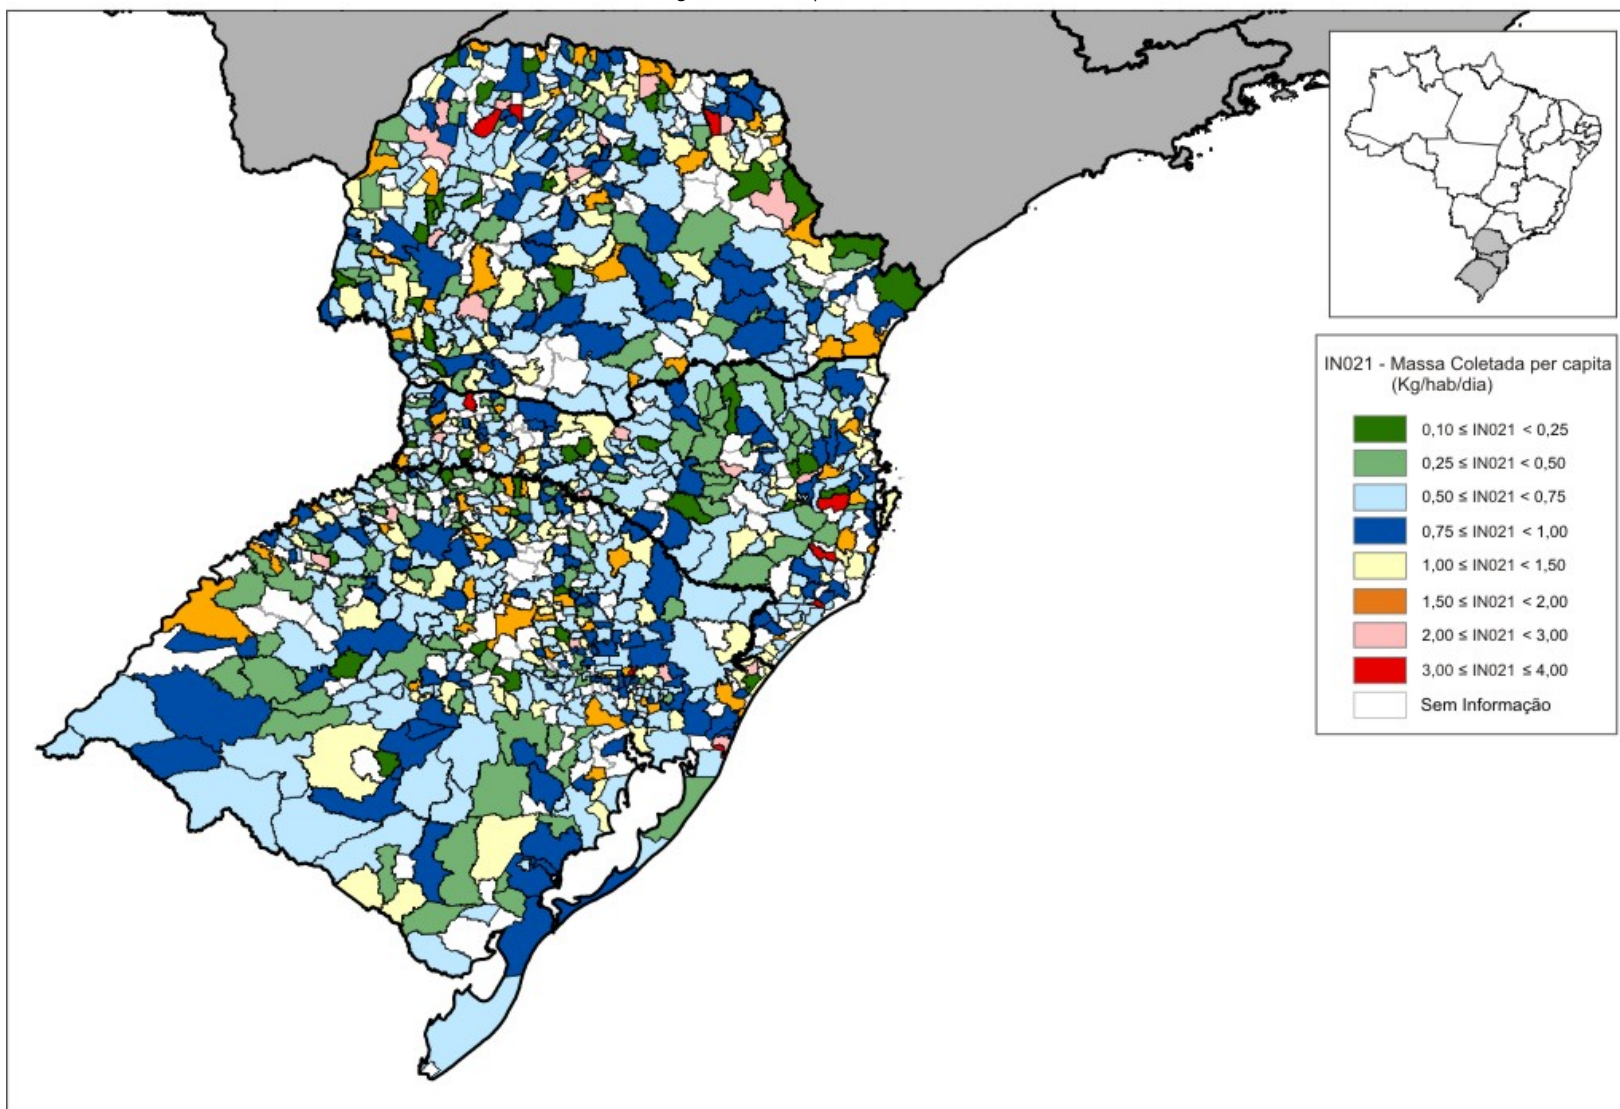 IN021 - Massa Coletada per capita
(Kg/hab/dia)
0,10 ≤ IN021 < 0,25
0,25 ≤ IN021 < 0,50
0,50 ≤ IN021 < 0,75
0,75 ≤ IN021 < 1,00
1,00 ≤ IN021 < 1,50
1,50 ≤ IN021 < 2,00
2,00 ≤ IN021 < 3,00
3,00 ≤ IN021 ≤ 4,00
Sem Informação